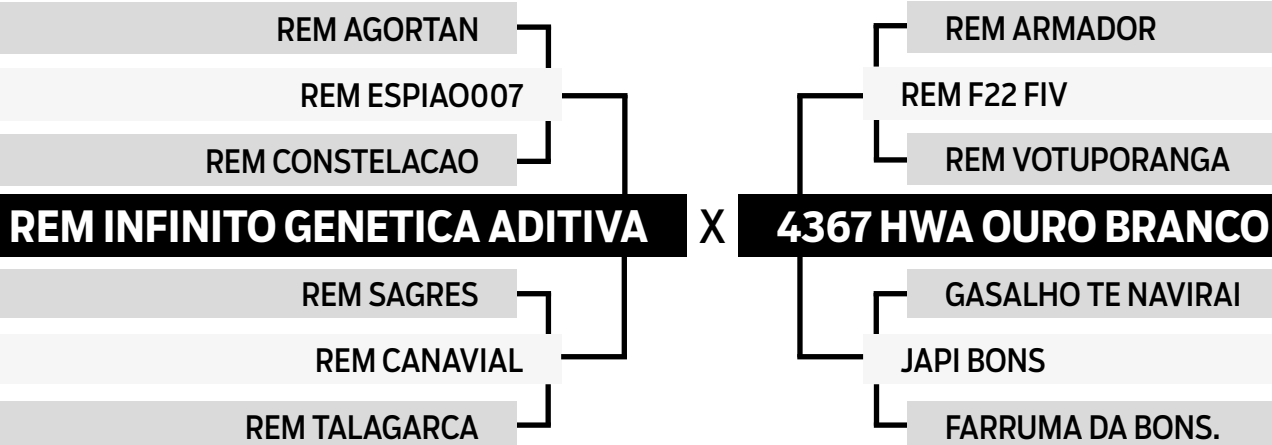 REM AGORTAN
REM ESPIAO007
REM CONSTELACAO
REM INFINITO GENETICA ADITIVA
REM SAGRES
REM CANAVIAL
REM TALAGARCA
X
REM ARMADOR
REM F22 FIV
REM VOTUPORANGA
4367 HWA OURO BRANCO
GASALHO TE NAVIRAI
JAPI BONS
FARRUMA DA BONS.